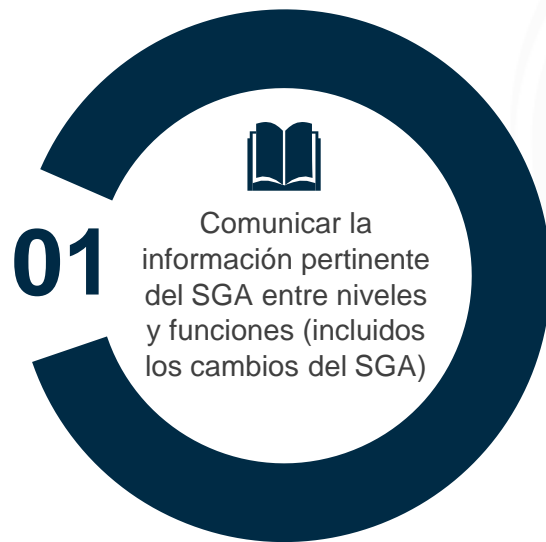 01
Comunicar la
información pertinente
del SGA entre niveles
y funciones (incluidos
los cambios del SGA)